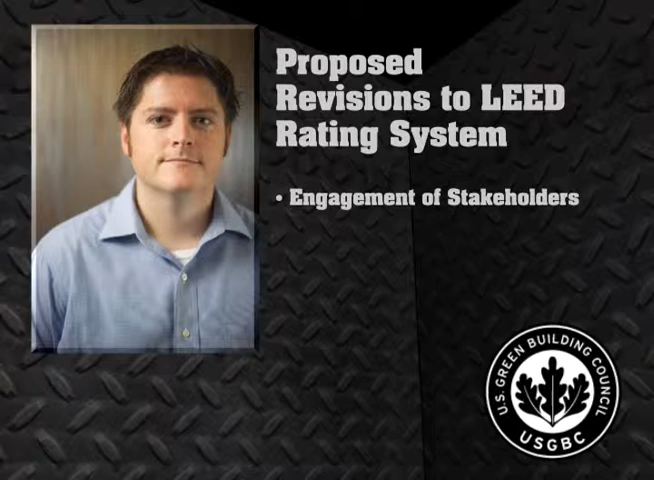 Proposed
Revisions to LEED
Rating System
• Engagement of Stakeholders
U.S. GREEN BUILDING COUNCIL
USGBC